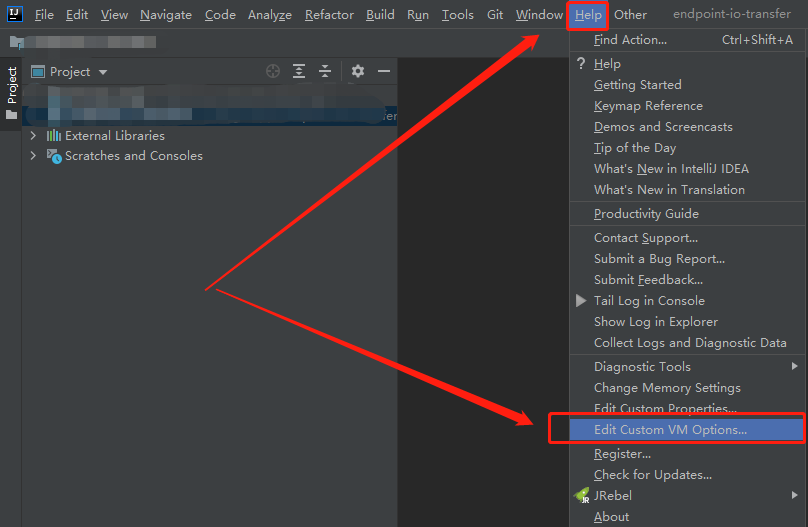 IJ File Edit View Navigate Code Analyze Refactor Build Run Tools Git Window Help Other endpoint-io-transfer
Find Action... Ctrl+Shift+A
Project
Project
? Help
Getting Started
Keymap Reference
Demos and Screencasts
External Libraries
Tip of the Day
Scratches and Consoles
What's New in IntelliJ IDEA
What's New in Translation
Productivity Guide
Contact Support...
Submit a Bug Report...
Submit Feedback...
Tail Log in Console
Show Log in Explorer
Collect Logs and Diagnostic Data
Diagnostic Tools
Change Memory Settings
Edit Custom Properties...
Edit Custom VM Options...
Register...
Check for Updates...
JR JRebel
About